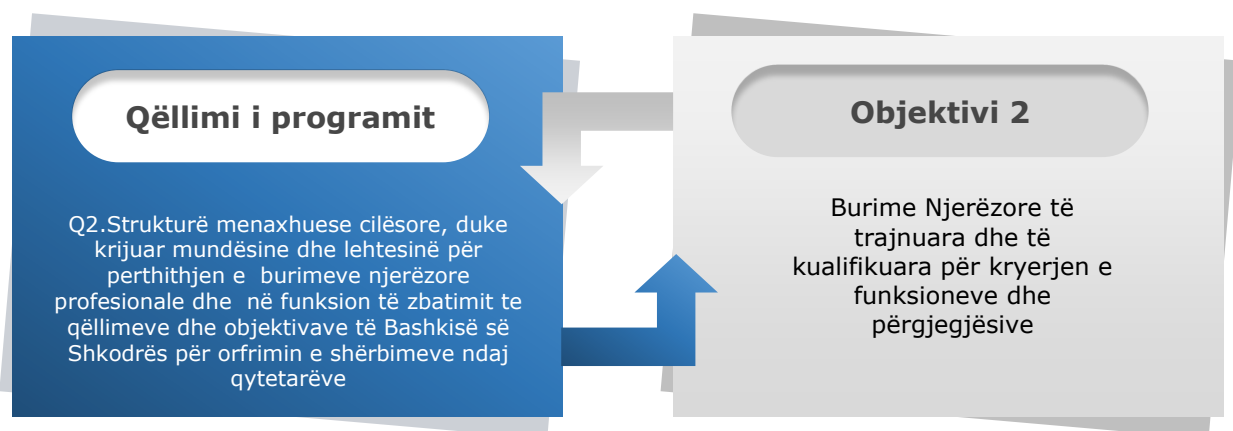 Qëllimi i programit
Q2.Strukturë menaxhuese cilësore, duke
krijuar mundësine dhe lehtesinë për
perthithjen e  burimeve njerëzore
profesionale dhe  në funksion të zbatimit te
qëllimeve dhe objektivave të Bashkisë së
Shkodrës për orfrimin e shërbimeve ndaj
qytetarëve
Objektivi 2
Burime Njerëzore të
trajnuara dhe të
kualifikuara për kryerjen e
funksioneve dhe
përgjegjësive